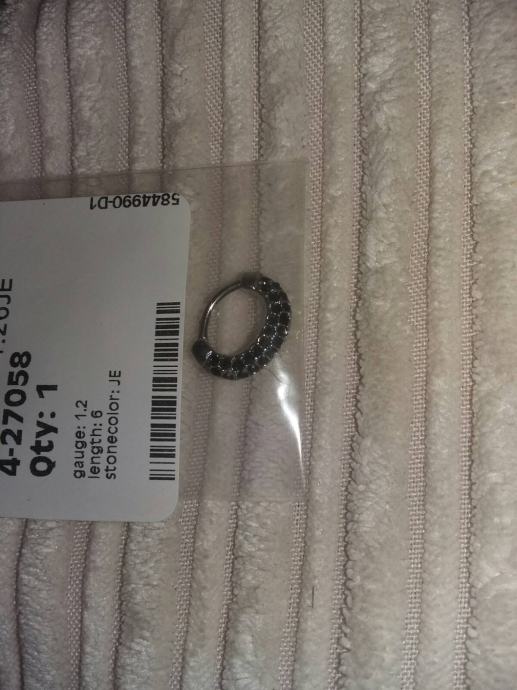 4-27058
Qty: 1
gauge: 1.2
length: 6
stonecolor: JE
5844990-D1